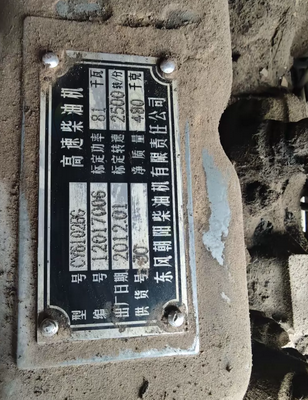 高速柴油机
型号 标定功率 81 千瓦
编号 标定转速 2500 转/分
出厂日期 2012.01 净质量 480 千克
供货号
东风朝阳柴油机有限责任公司